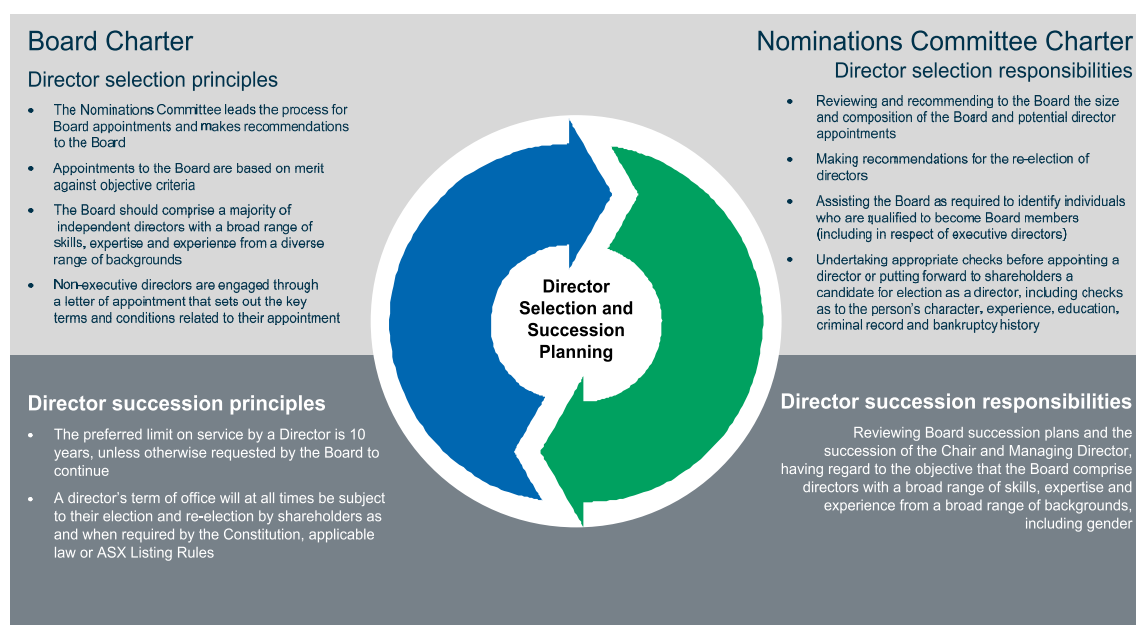 Board Charter
Director selection principles
• The Nominations Committee leads the process for
Board appointments and makes recommendations
to the Board
• Appointments to the Board are based on merit
against objective criteria
• The Board should comprise a majority of
independent directors with a broad range of
skills, expertise and experience from a diverse
range of backgrounds
• Non-executive directors are engaged through
a letter of appointment that sets out the key
terms and conditions related to their appointment
Director succession principles
• The preferred limit on service by a Director is 10
years, unless otherwise requested by the Board to
continue
• A director's term of office will at all times be subject
to their election and re-election by shareholders as
and when required by the Constitution, applicable
law or ASX Listing Rules
Director
Selection and
Succession
Planning
Nominations Committee Charter
Director selection responsibilities
• Reviewing and recommending to the Board the size
and composition of the Board and potential director
appointments
• Making recommendations for the re-election of
directors
• Assisting the Board as required to identify individuals
who are qualified to become Board members
(including in respect of executive directors)
• Undertaking appropriate checks before appointing a
director or putting forward to shareholders a
candidate for election as a director, including checks
as to the person's character, experience, education,
criminal record and bankruptcy history
Director succession responsibilities
Reviewing Board succession plans and the
succession of the Chair and Managing Director,
having regard to the objective that the Board comprise
directors with a broad range of skills, expertise and
experience from a broad range of backgrounds,
including gender